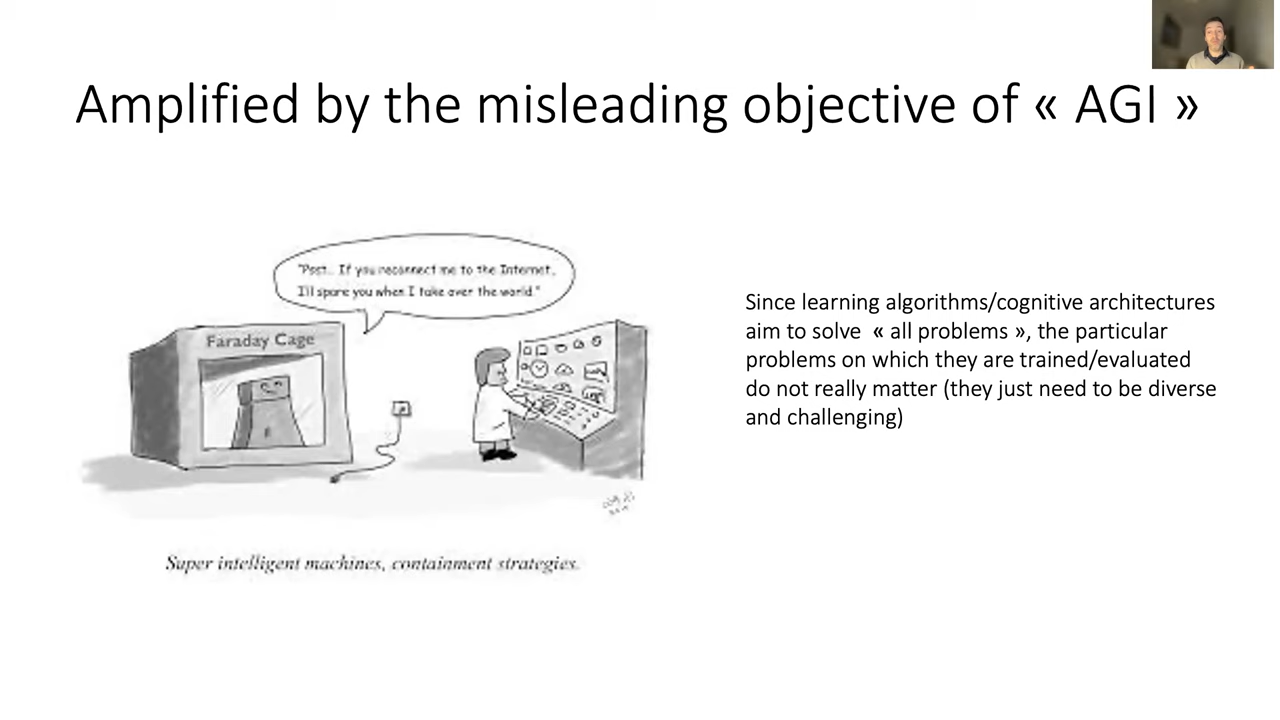 Amplified by the misleading objective of « AGI »
"Psst.. If you reconnect me to the Internet,
I'll spare you when I take over the world."
Faraday Cage
Since learning algorithms/cognitive architectures
aim to solve « all problems », the particular
problems on which they are trained/evaluated
do not really matter (they just need to be diverse
and challenging)
Super intelligent machines, containment strategies.